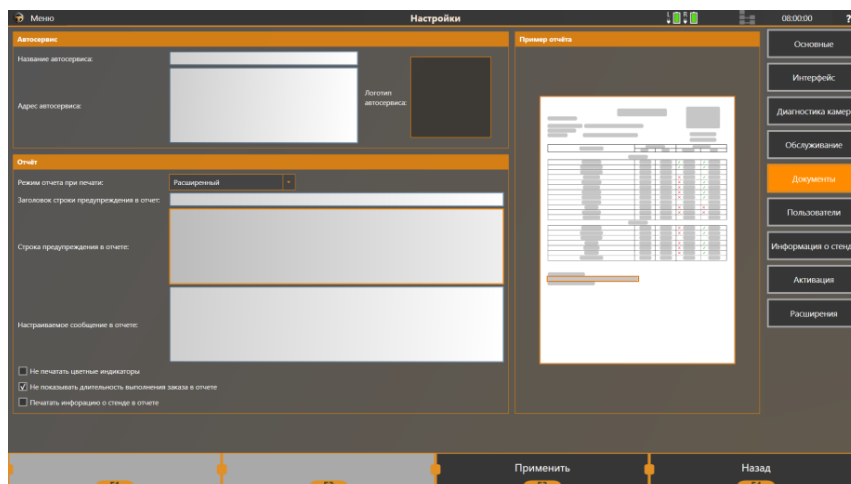 Меню
Настройки
08:00:00
?
Автосервис
Название автосервиса:
Адрес автосервиса:
Логотип
автосервиса:
Отчёт
Режим отчета при печати:
Расширенный
Заголовок строки предупреждения в отчет:
Строка предупреждения в отчете:
Настраиваемое сообщение в отчете:
Не печатать цветные индикаторы
Не показывать длительность выполнения заказа в отчете
Печатать инфорацию о стенде в отчете
Пример отчёта
Основные
Интерфейс
Диагностика камер
Обслуживание
Документы
Пользователи
Информация о стенд
Активация
Расширения
Применить
Назад